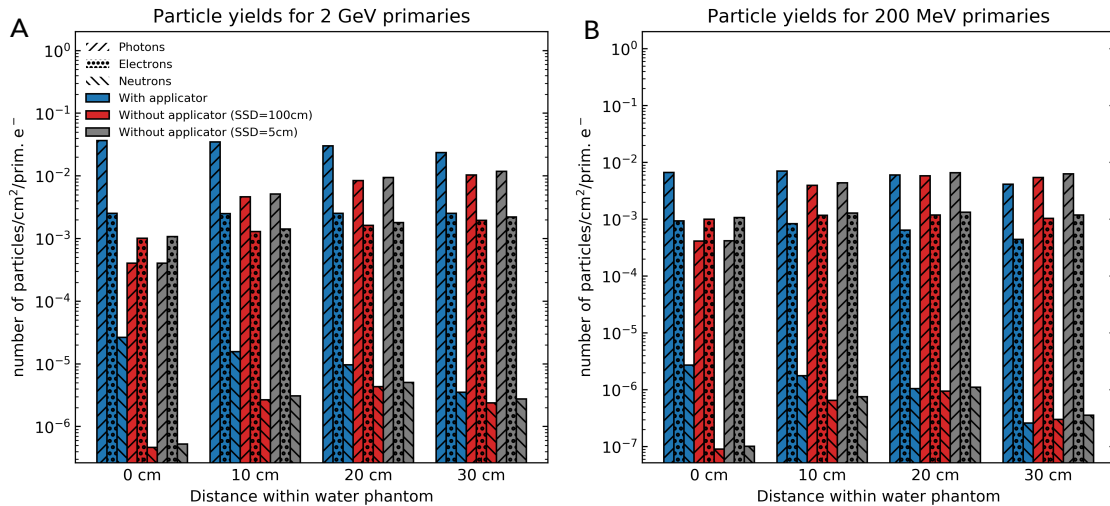 A
Particle yields for 2 GeV primaries
number of particles/cm²/prim. e⁻
10⁰
10⁻¹
10⁻²
10⁻³
10⁻⁴
10⁻⁵
10⁻⁶
Photons
Electrons
Neutrons
With applicator
Without applicator (SSD=100cm)
Without applicator (SSD=5cm)
0 cm
10 cm
20 cm
30 cm
Distance within water phantom
B
Particle yields for 200 MeV primaries
number of particles/cm²/prim. e⁻
10⁰
10⁻¹
10⁻²
10⁻³
10⁻⁴
10⁻⁵
10⁻⁶
10⁻⁷
0 cm
10 cm
20 cm
30 cm
Distance within water phantom